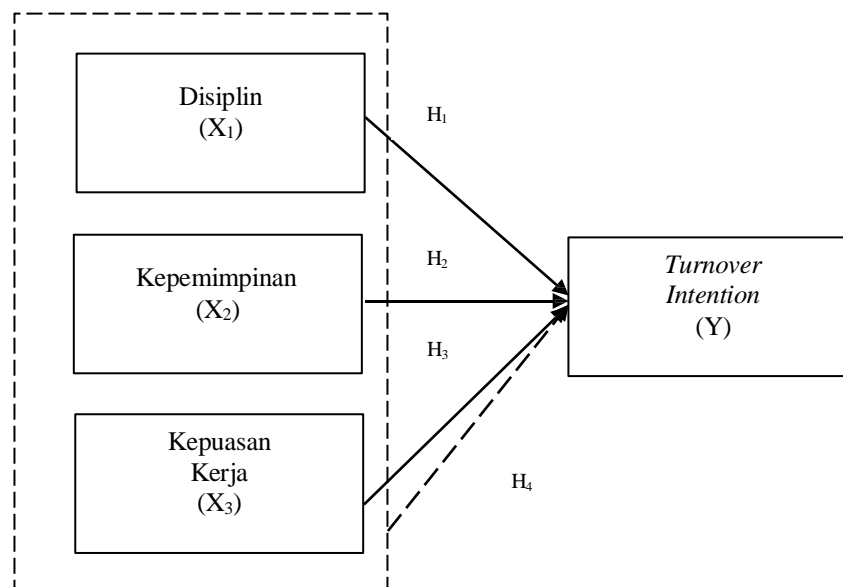 Disiplin
(X₁)
H₁
Kepemimpinan
(X₂)
H₂
Turnover
Intention
(Y)
H₃
Kepuasan
Kerja
(X₃)
H₄